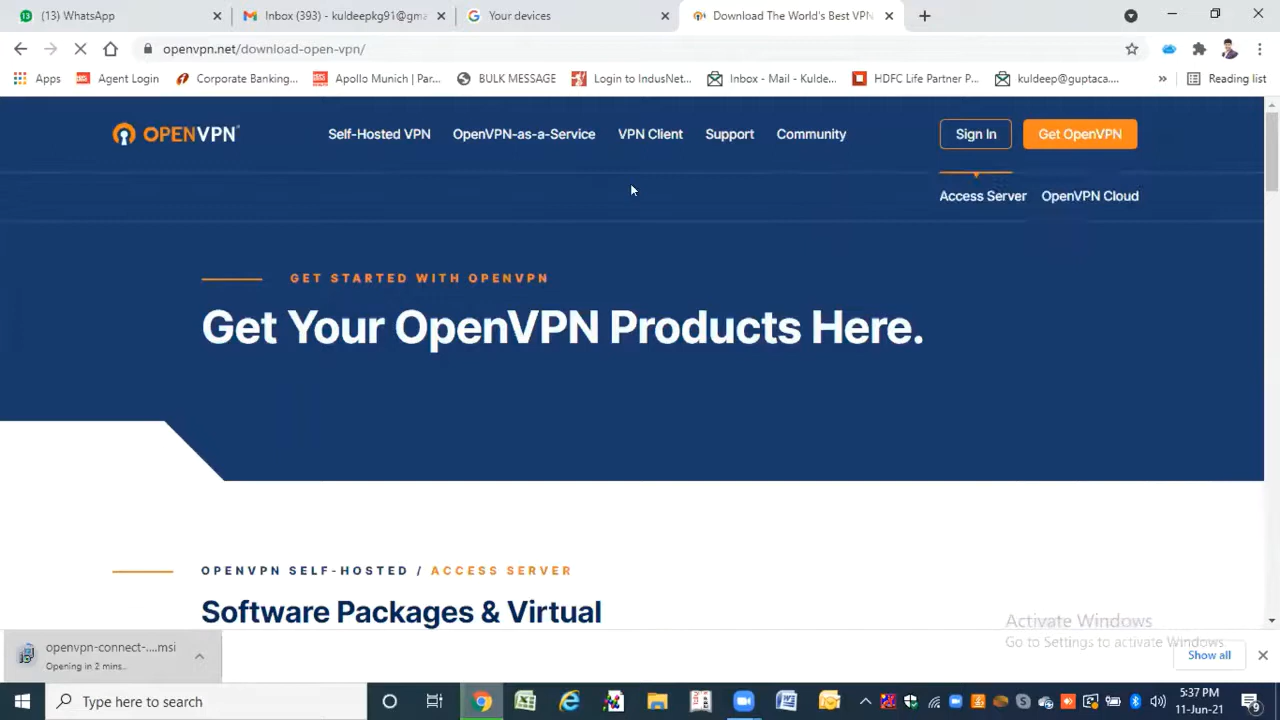 (13) WhatsApp
Inbox (393) - kuldeepkg91@gma
Your devices
Download The World's Best VPN
openvpn.net/download-open-vpn/
Apps
Agent Login
Corporate Banking...
Apollo Munich | Par...
BULK MESSAGE
Login to IndusNet...
Inbox - Mail - Kulde...
HDFC Life Partner P...
kuldeep@guptaca....
»
Reading list
OPENVPN
Self-Hosted VPN
OpenVPN-as-a-Service
VPN Client
Support
Community
Sign In
Get OpenVPN
Access Server
OpenVPN Cloud
GET STARTED WITH OPENVPN
Get Your OpenVPN Products Here.
OPENVPN SELF-HOSTED / ACCESS SERVER
Software Packages & Virtual
Activate Windows
Go to Settings to activate Windows.
openvpn-connect-....msi
Opening in 2 mins...
Show all
Type here to search
5:37 PM
11-Jun-21
9